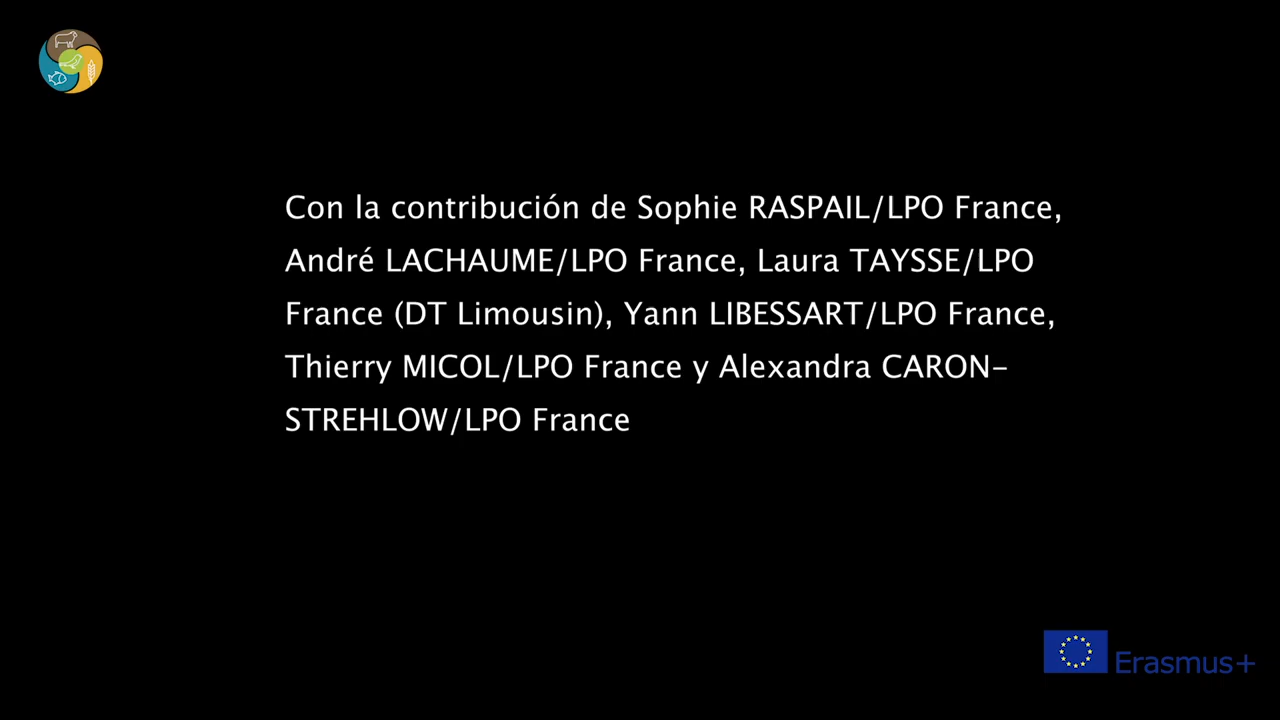 Con la contribución de Sophie RASPAIL/LPO France,
André LACHAUME/LPO France, Laura TAYSSE/LPO
France (DT Limousin), Yann LIBESSART/LPO France,
Thierry MICOL/LPO France y Alexandra CARON-
STREHLOW/LPO France
Erasmus+